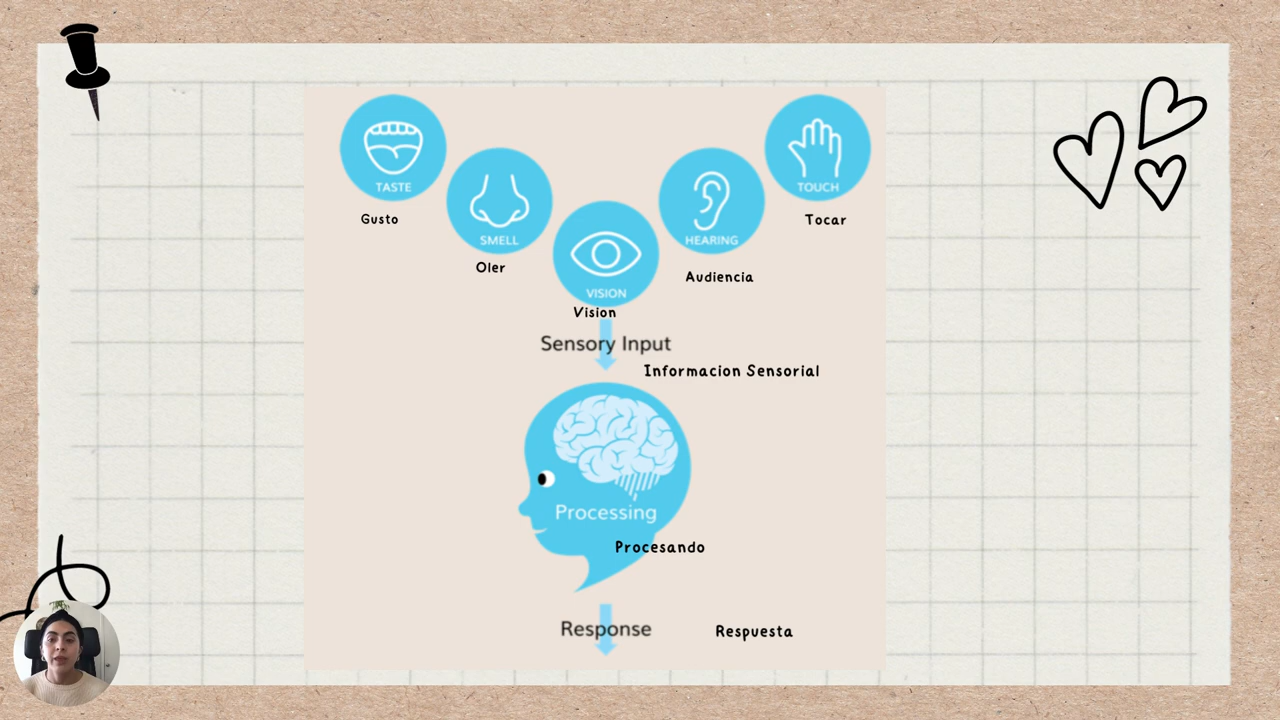 TASTE
Gusto
SMELL
Oler
VISION
Vision
HEARING
Audiencia
TOUCH
Tocar
Sensory Input
Informacion Sensorial
Processing
Procesando
Response
Respuesta